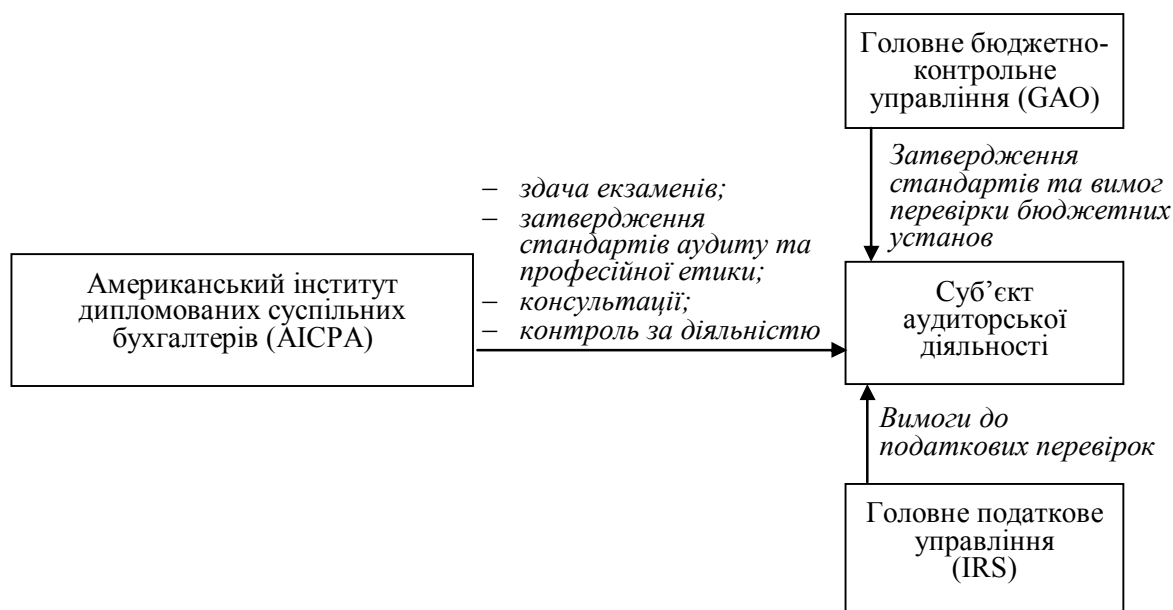 Головне бюджетно-
контрольне
управління (GAO)
Затвердження
стандартів та вимог
перевірки бюджетних
установ
– здача екзаменів;
– затвердження
стандартів аудиту та
професійної етики;
– консультації;
– контроль за діяльністю
Американський інститут
дипломованих суспільних
бухгалтерів (AICPA)
Суб’єкт
аудиторської
діяльності
Вимоги до
податкових перевірок
Головне податкове
управління
(IRS)